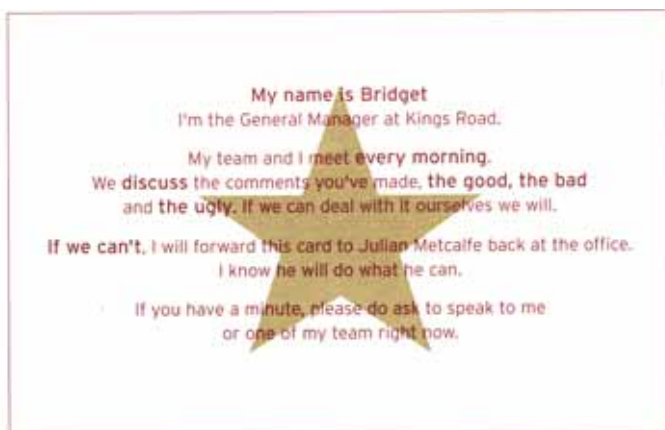 My name is Bridget
I'm the General Manager at Kings Road.
My team and I meet every morning.
We discuss the comments you've made, the good, the bad
and the ugly. If we can deal with it ourselves we will.
If we can't, I will forward this card to Julian Metcalfe back at the office.
I know he will do what he can.
If you have a minute, please do ask to speak to me
or one of my team right now.